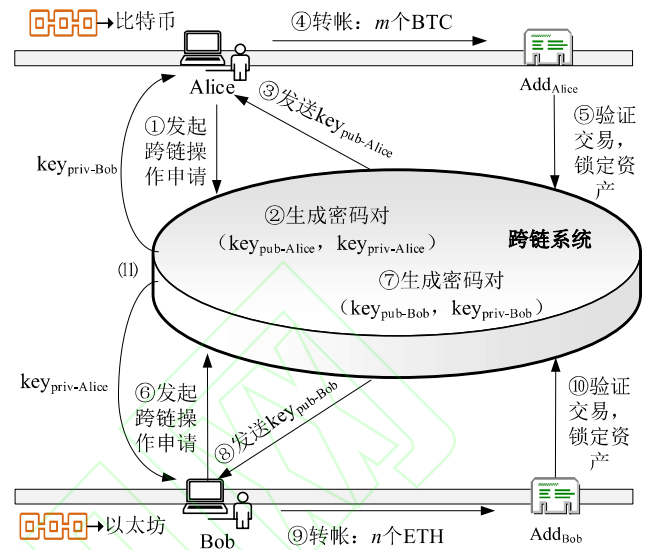 比特币
④转帐：m个BTC
Alice
Add_Alice
③发送key_pub-Alice
①发起
跨链操
作申请
⑤验证
交易，
锁定资
产
key_priv-Bob
②生成密码对
（key_pub-Alice，key_priv-Alice）
跨链系统
⑾
⑦生成密码对
（key_pub-Bob，key_priv-Bob）
key_priv-Alice
⑥发起
跨链操
作申请
⑧发送key_pub-Bob
⑩验证
交易，
锁定资
产
以太坊
Bob
⑨转帐：n个ETH
Add_Bob